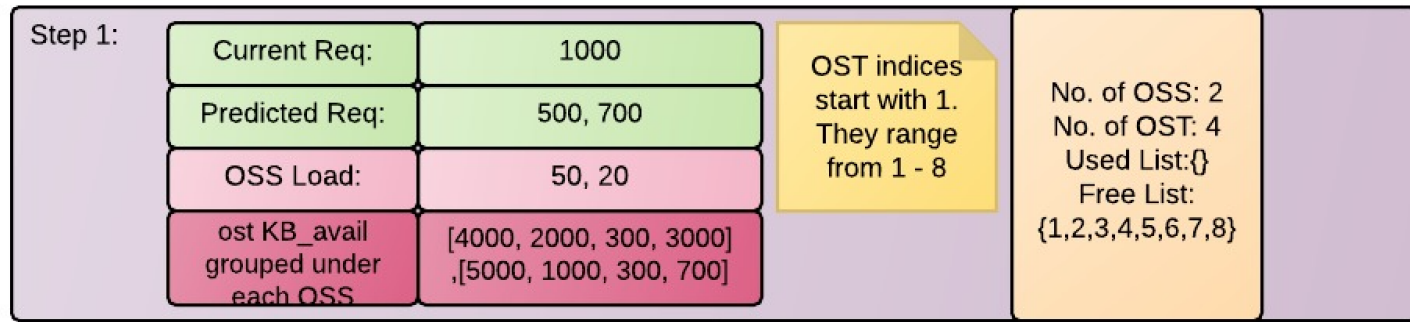 Step 1:
Current Req:
1000
Predicted Req:
500, 700
OSS Load:
50, 20
ost KB_avail
grouped under
each OSS
[4000, 2000, 300, 3000]
,[5000, 1000, 300, 700]
OST indices
start with 1.
They range
from 1 - 8
No. of OSS: 2
No. of OST: 4
Used List:{}
Free List:
{1,2,3,4,5,6,7,8}